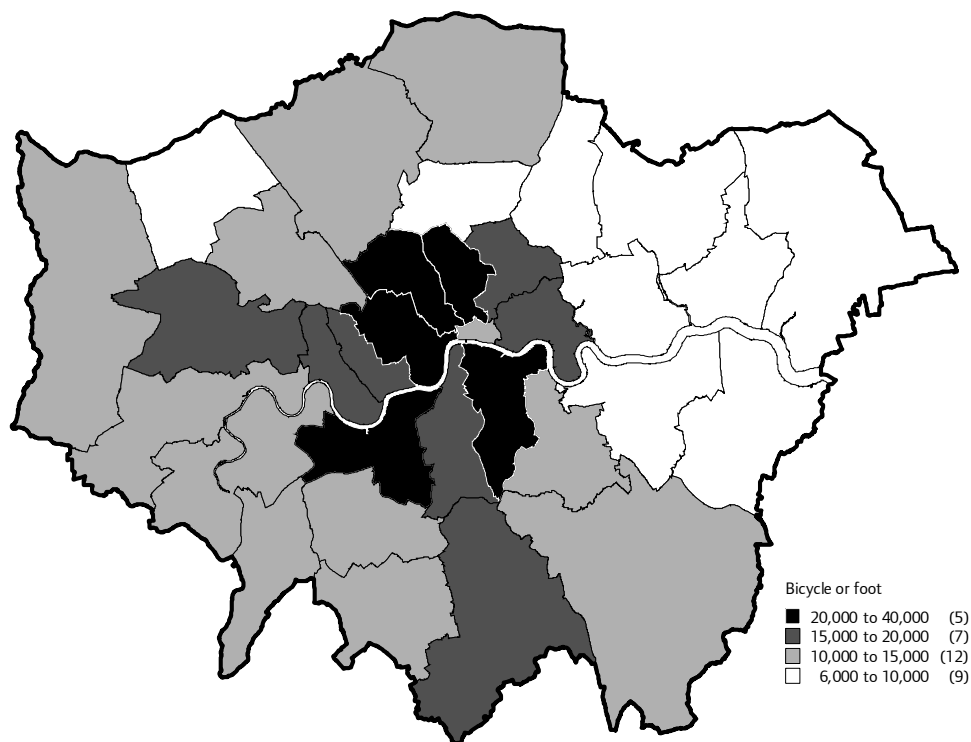 Bicycle or foot
20,000 to 40,000 (5)
15,000 to 20,000 (7)
10,000 to 15,000 (12)
6,000 to 10,000 (9)